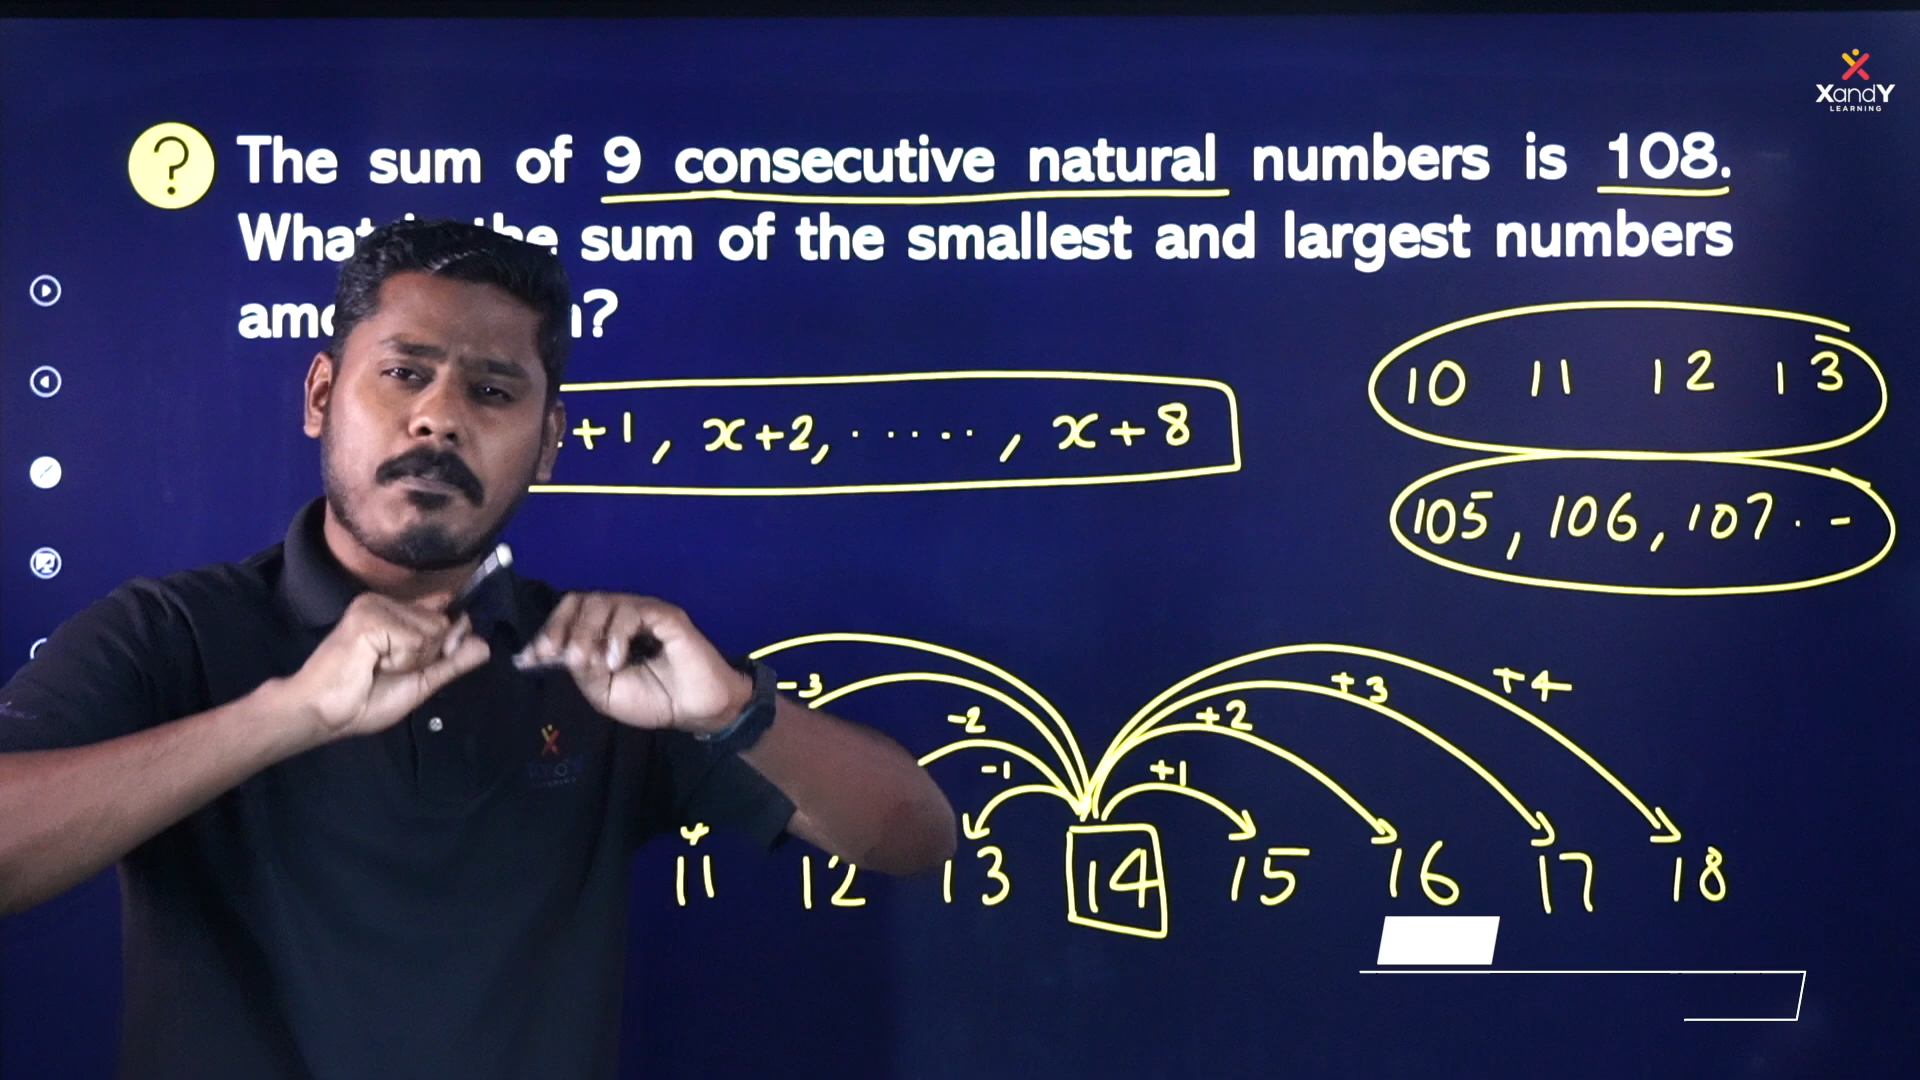 XandY
LEARNING
? The sum of 9 consecutive natural numbers is 108.
What the sum of the smallest and largest numbers
?
+1, x+2, ....., x+8
10 11 12 13
105, 106, 107. -
-3 -2 -1 +1 +2 +3 +4
11 12 13 14 15 16 17 18